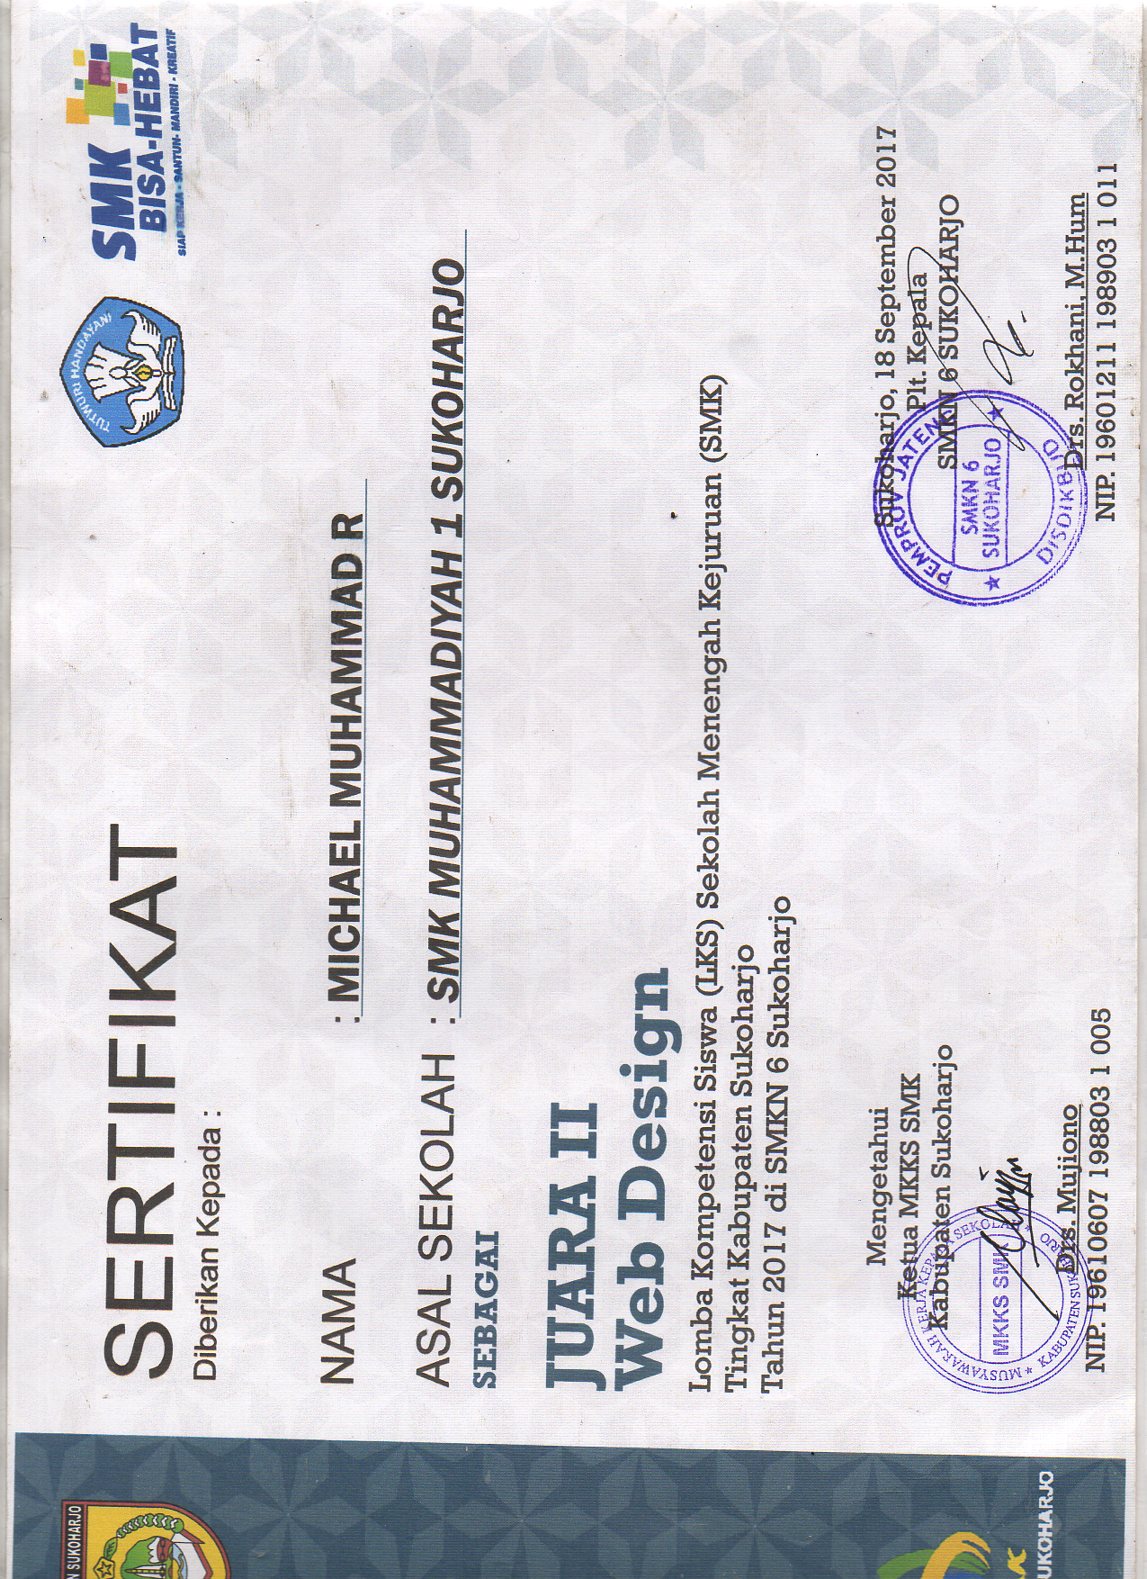 SMK
BISA-HEBAT
SIAP KERJA - SANTUN - MANDIRI - KREATIF
TUTWURI HANDAYANI
SERTIFIKAT
Diberikan Kepada :
NAMA : MICHAEL MUHAMMAD R
ASAL SEKOLAH : SMK MUHAMMADIYAH 1 SUKOHARJO
SEBAGAI
JUARA II
Web Design
Lomba Kompetensi Siswa (LKS) Sekolah Menengah Kejuruan (SMK)
Tingkat Kabupaten Sukoharjo
Tahun 2017 di SMKN 6 Sukoharjo
Mengetahui
Ketua MKKS SMK
Kabupaten Sukoharjo
MUSYAWARAH KERJA KEPALA SEKOLAH
MKKS SMK
KABUPATEN SUKOHARJO
Drs. Mujiono
NIP. 19610607 198803 1 005
Sukoharjo, 18 September 2017
Plt. Kepala
SMKN 6 SUKOHARJO
PEMPROV JATENG
SMKN 6
SUKOHARJO
DISDIKBUD
Drs. Rokhani, M.Hum
NIP. 19601211 198903 1 011
SUKOHARJO
UKOHARJO